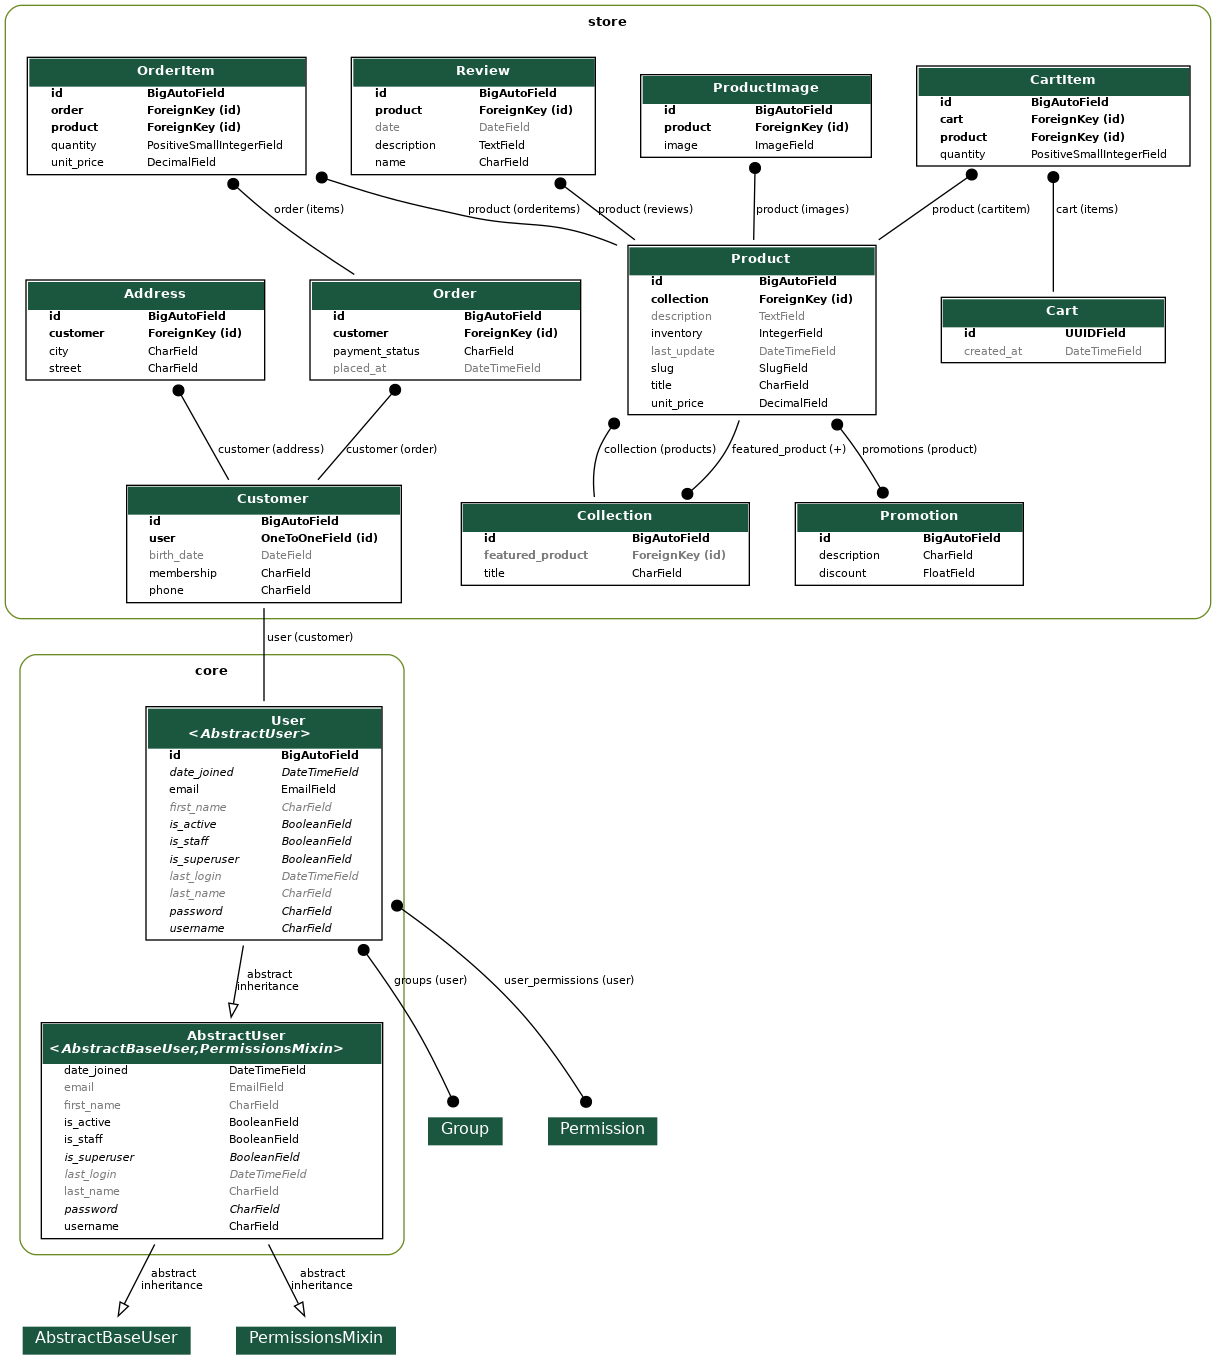 store
OrderItem
id BigAutoField
order ForeignKey (id)
product ForeignKey (id)
quantity PositiveSmallIntegerField
unit_price DecimalField
Review
id BigAutoField
product ForeignKey (id)
date DateField
description TextField
name CharField
ProductImage
id BigAutoField
product ForeignKey (id)
image ImageField
CartItem
id BigAutoField
cart ForeignKey (id)
product ForeignKey (id)
quantity PositiveSmallIntegerField
order (items)
product (orderitems)
product (reviews)
product (images)
product (cartitem)
cart (items)
Address
id BigAutoField
customer ForeignKey (id)
city CharField
street CharField
Order
id BigAutoField
customer ForeignKey (id)
payment_status CharField
placed_at DateTimeField
Product
id BigAutoField
collection ForeignKey (id)
description TextField
inventory IntegerField
last_update DateTimeField
slug SlugField
title CharField
unit_price DecimalField
Cart
id UUIDField
created_at DateTimeField
customer (address)
customer (order)
collection (products)
featured_product (+)
promotions (product)
Customer
id BigAutoField
user OneToOneField (id)
birth_date DateField
membership CharField
phone CharField
Collection
id BigAutoField
featured_product ForeignKey (id)
title CharField
Promotion
id BigAutoField
description CharField
discount FloatField
user (customer)
core
User
<AbstractUser>
id BigAutoField
date_joined DateTimeField
email EmailField
first_name CharField
is_active BooleanField
is_staff BooleanField
is_superuser BooleanField
last_login DateTimeField
last_name CharField
password CharField
username CharField
abstract
inheritance
groups (user)
user_permissions (user)
AbstractUser
<AbstractBaseUser,PermissionsMixin>
date_joined DateTimeField
email EmailField
first_name CharField
is_active BooleanField
is_staff BooleanField
is_superuser BooleanField
last_login DateTimeField
last_name CharField
password CharField
username CharField
Group
Permission
abstract
inheritance
abstract
inheritance
AbstractBaseUser
PermissionsMixin